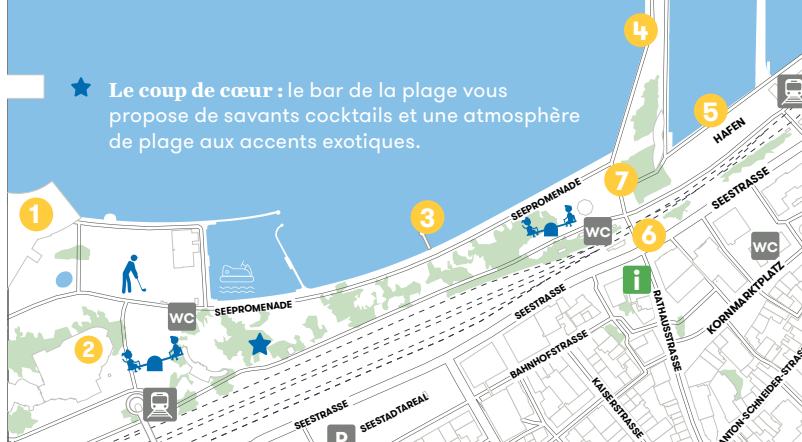 4
Le coup de cœur : le bar de la plage vous
propose de savants cocktails et une atmosphère
de plage aux accents exotiques.
5
HAFEN
7
SEEPROMENADE
SEESTRASSE
1
3
WC
6
WC
i
SEEPROMENADE
WC
SEESTRASSE
RATHAUSSTRASSE
KORNMARKTPLATZ
2
BAHNHOFSTRASSE
KAISERSTRASSE
ANTON-SCHNEIDER-STRAS
SEESTRASSE
SEESTADTAREAL
P